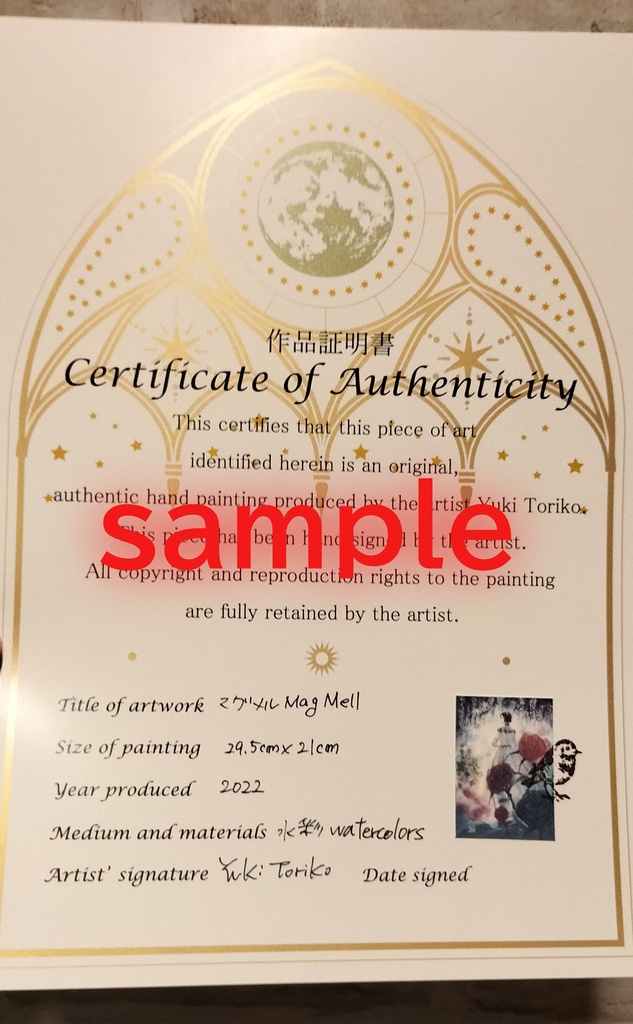 作品証明書
Certificate of Authenticity
This certifies that this piece of art
identified herein is an original,
authentic hand painting produced by the Artist Yuki Toriko.
sample
This piece has been hand signed by the artist.
All copyright and reproduction rights to the painting
are fully retained by the artist.
Title of artwork マグメル Mag Mell
Size of painting 29.5cm x 21cm
Year produced 2022
Medium and materials 水彩 watercolors
Artist' signature Yuki Toriko Date signed